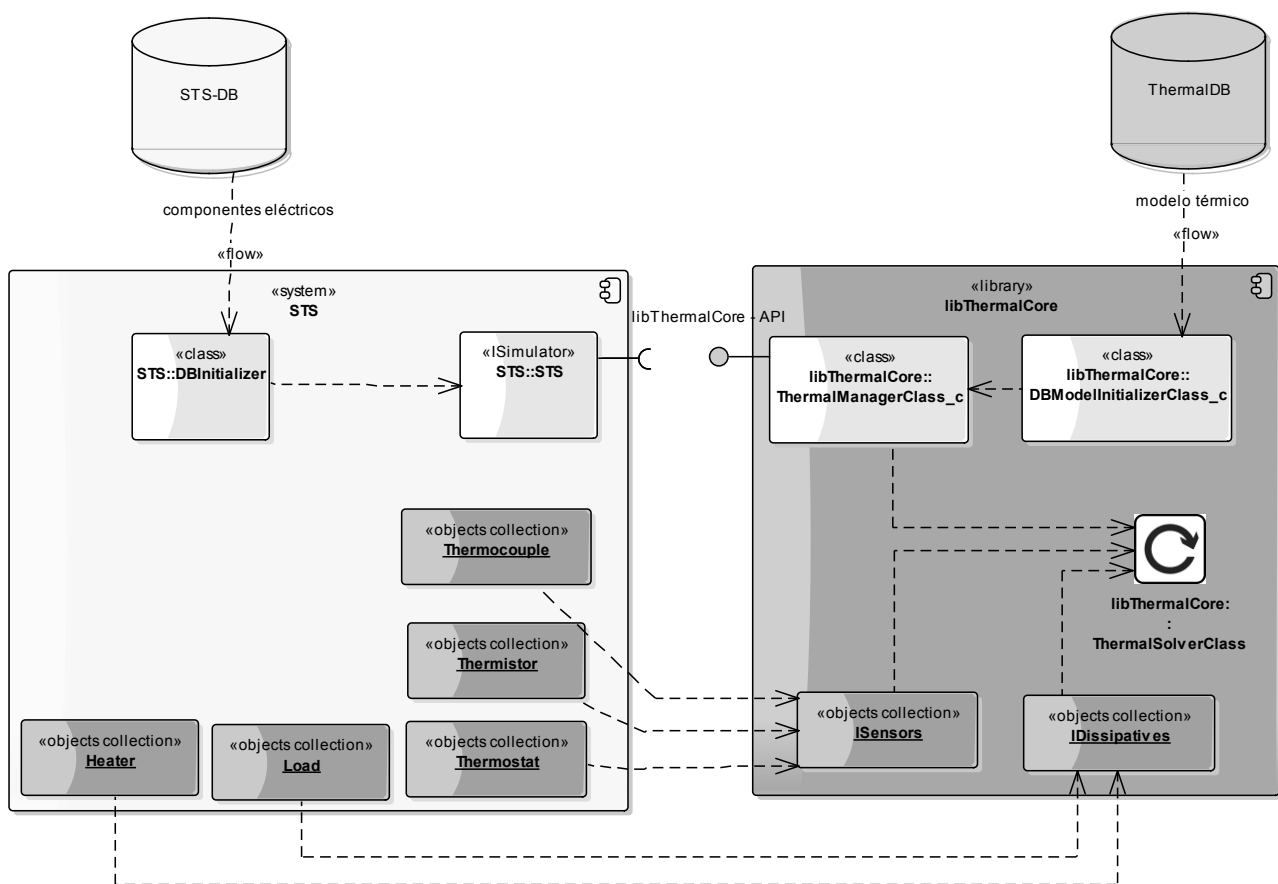 STS-DB
ThermalDB
componentes eléctricos
«flow»
modelo térmico
«flow»
«system»
STS
«library»
libThermalCore
libThermalCore - API
«class»
STS::DBInitializer
«ISimulator»
STS::STS
«class»
libThermalCore::
ThermalManagerClass_c
«class»
libThermalCore::
DBModelInitializerClass_c
«objects collection»
Thermocouple
libThermalCore:
:
ThermalSolverClass
«objects collection»
Thermistor
«objects collection»
Heater
«objects collection»
Load
«objects collection»
Thermostat
«objects collection»
ISensors
«objects collection»
IDissipatives